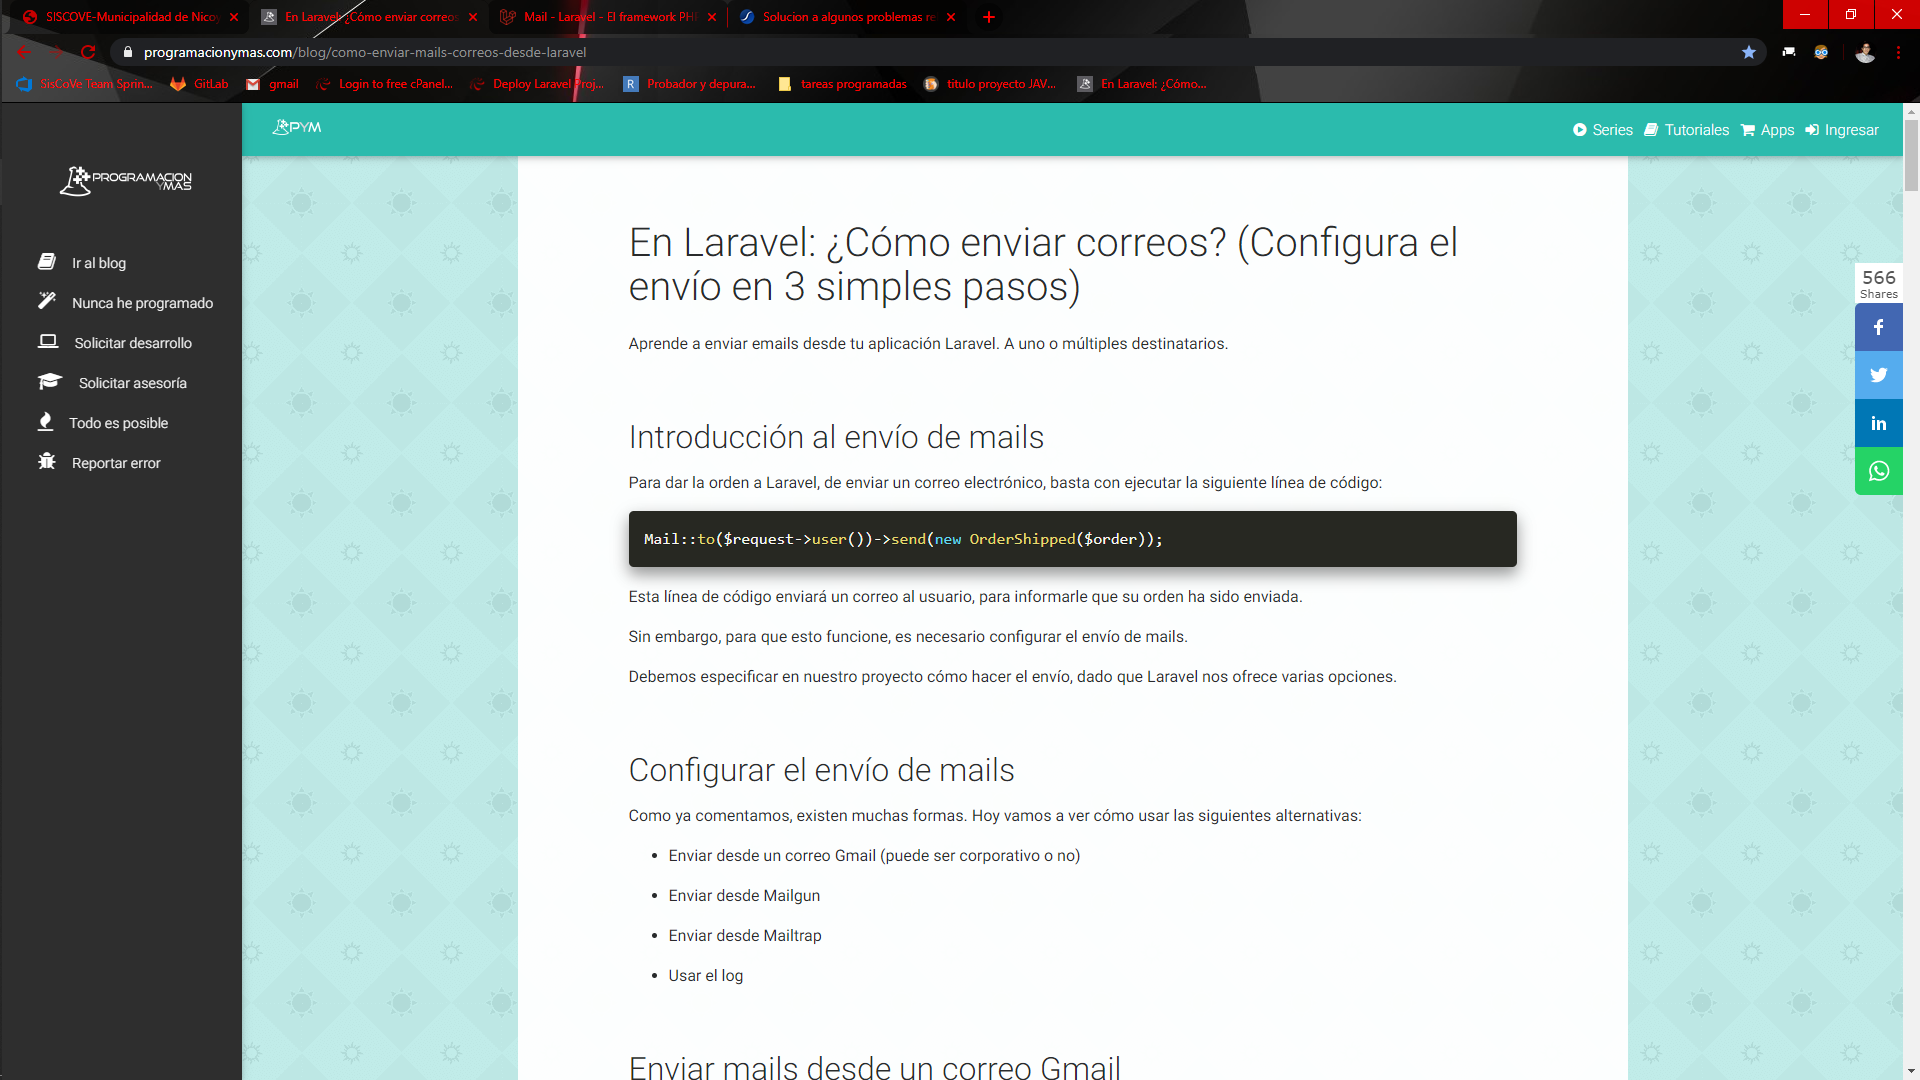 SISCOVE-Municipalidad de Nicoy
En Laravel: ¿Cómo enviar correos
Mail - Laravel - El framework PHP
Solucion a algunos problemas re
programacionymas.com/blog/como-enviar-mails-correos-desde-laravel
SisCoVe Team Sprin...
GitLab
gmail
Login to free cPanel...
Deploy Laravel Proj...
Probador y depura...
tareas programadas
titulo proyecto JAV...
En Laravel: ¿Cómo...
PYM
Series
Tutoriales
Apps
Ingresar
PROGRAMACION
YMAS
Ir al blog
Nunca he programado
Solicitar desarrollo
Solicitar asesoría
Todo es posible
Reportar error
En Laravel: ¿Cómo enviar correos? (Configura el
envío en 3 simples pasos)
Aprende a enviar emails desde tu aplicación Laravel. A uno o múltiples destinatarios.
Introducción al envío de mails
Para dar la orden a Laravel, de enviar un correo electrónico, basta con ejecutar la siguiente línea de código:
Mail::to($request->user())->send(new OrderShipped($order));
Esta línea de código enviará un correo al usuario, para informarle que su orden ha sido enviada.
Sin embargo, para que esto funcione, es necesario configurar el envío de mails.
Debemos especificar en nuestro proyecto cómo hacer el envío, dado que Laravel nos ofrece varias opciones.
Configurar el envío de mails
Como ya comentamos, existen muchas formas. Hoy vamos a ver cómo usar las siguientes alternativas:
• Enviar desde un correo Gmail (puede ser corporativo o no)
• Enviar desde Mailgun
• Enviar desde Mailtrap
• Usar el log
Enviar mails desde un correo Gmail
566
Shares